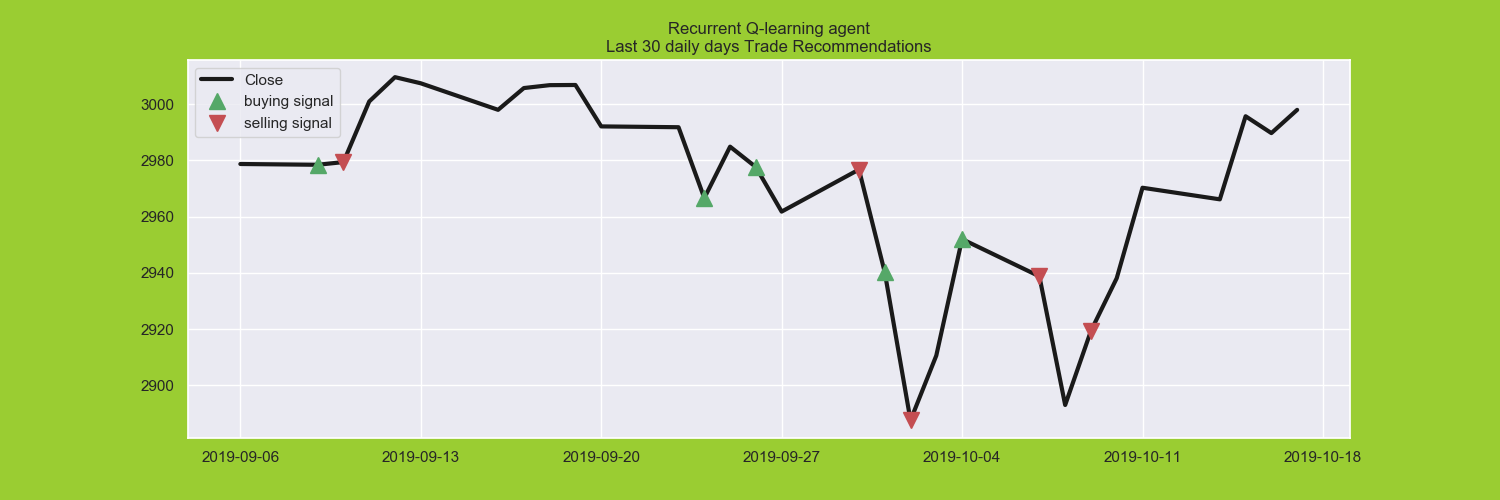 Recurrent Q-learning agent
Last 30 daily days Trade Recommendations
Close
buying signal
selling signal
3000
2980
2960
2940
2920
2900
2019-09-06
2019-09-13
2019-09-20
2019-09-27
2019-10-04
2019-10-11
2019-10-18